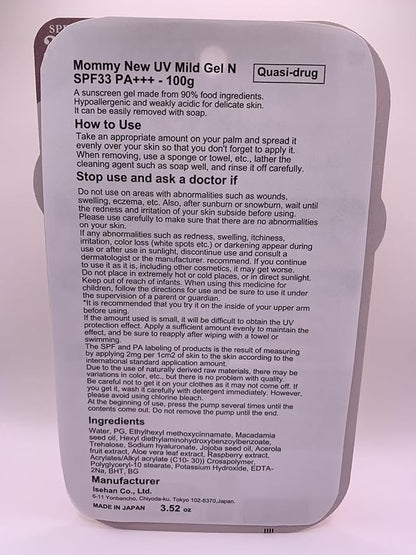 SPF
Mommy New UV Mild Gel N
SPF33 PA+++ - 100g
Quasi-drug
A sunscreen gel made from 90% food ingredients.
Hypoallergenic and weakly acidic for delicate skin.
It can be easily removed with soap.
How to Use
Take an appropriate amount on your palm and spread it
evenly over your skin so that you don't forget to apply it.
When removing, use a sponge or towel, etc., lather the
cleaning agent such as soap well, and rinse it off carefully.
Stop use and ask a doctor if
Do not use on areas with abnormalities such as wounds,
swelling, eczema, etc. Also, after sunburn or snowburn, wait until
the redness and irritation of your skin subside before using.
Please use carefully to make sure that there are no abnormalities
on your skin.
If any abnormalities such as redness, swelling, itchiness,
irritation, color loss (white spots etc.) or darkening appear during
use or after use in sunlight, discontinue use and consult a
dermatologist or the manufacturer. recommend. If you continue
to use it as it is, including other cosmetics, it may get worse.
Do not place in extremely hot or cold places, or in direct sunlight.
Keep out of reach of infants. When using this medicine for
children, follow the directions for use and be sure to use it under
the supervision of a parent or guardian.
*It is recommended that you try it on the inside of your upper arm
before using.
If the amount used is small, it will be difficult to obtain the UV
protection effect. Apply a sufficient amount evenly to maintain the
effect, and be sure to reapply after wiping with a towel or
swimming.
The SPF and PA labeling of products is the result of measuring
by applying 2mg per 1cm2 of skin to the skin according to the
international standard application amount.
Due to the use of naturally derived raw materials, there may be
variations in color, etc., but there is no problem with quality.
Be careful not to get it on your clothes as it may not come off. If
you get it, wash it carefully with detergent immediately. However,
please avoid using chlorine bleach.
At the beginning of use, press the pump several times until the
contents come out. Do not remove the pump until the end.
Ingredients
Water, PG, Ethylhexyl methoxycinnamate, Macadamia
seed oil, Hexyl diethylaminohydroxybenzoylbenzoate,
Trehalose, Sodium hyaluronate, Jojoba seed oil, Acerola
fruit extract, Aloe vera leaf extract, Raspberry extract,
Acrylates/Alkyl acrylate (C10- 30)) Crosspolymer,
Polyglyceryl-10 stearate, Potassium Hydroxide, EDTA-
2Na, BHT, BG
Manufacturer
Isehan Co., Ltd.
6-11 Yonbancho, Chiyoda-ku, Tokyo 102-8370,Japan.
MADE IN JAPAN 3.52 oz